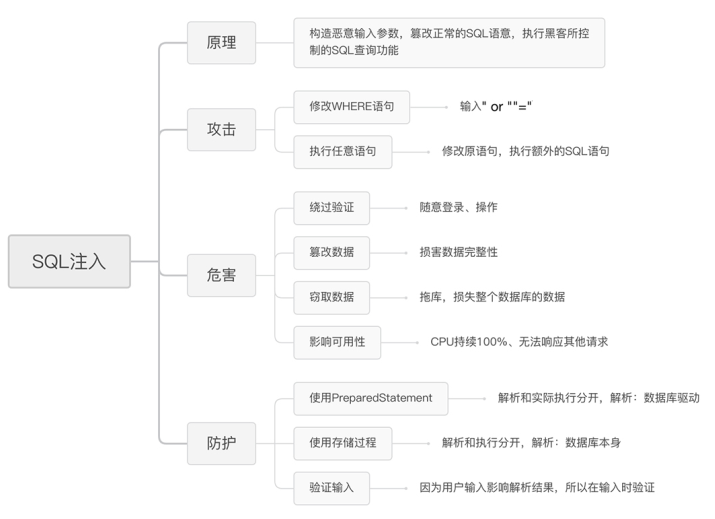 SQL注入
原理
构造恶意输入参数，篡改正常的SQL语意，执行黑客所控
制的SQL查询功能
攻击
修改WHERE语句
输入" or ""="
执行任意语句
修改原语句，执行额外的SQL语句
危害
绕过验证
随意登录、操作
篡改数据
损害数据完整性
窃取数据
拖库，损失整个数据库的数据
影响可用性
CPU持续100%、无法响应其他请求
防护
使用PreparedStatement
解析和实际执行分开，解析：数据库驱动
使用存储过程
解析和执行分开，解析：数据库本身
验证输入
因为用户输入影响解析结果，所以在输入时验证